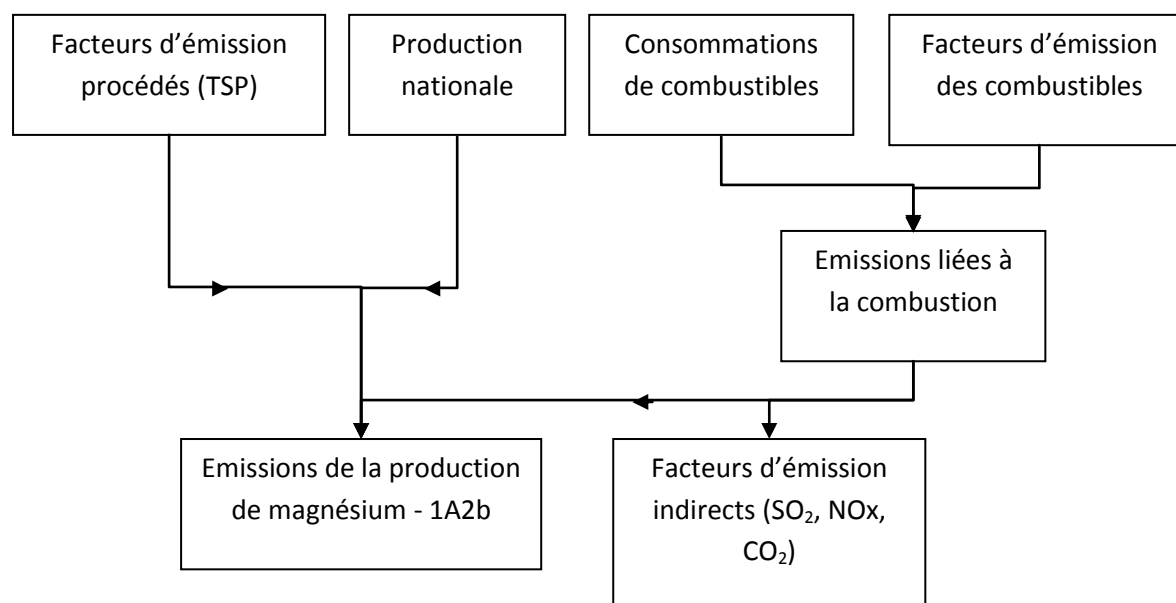 Facteurs d’émission
procédés (TSP)
Production
nationale
Consommations
de combustibles
Facteurs d’émission
des combustibles
Emissions liées à
la combustion
Emissions de la production
de magnésium - 1A2b
Facteurs d’émission
indirects (SO₂, NOx,
CO₂)